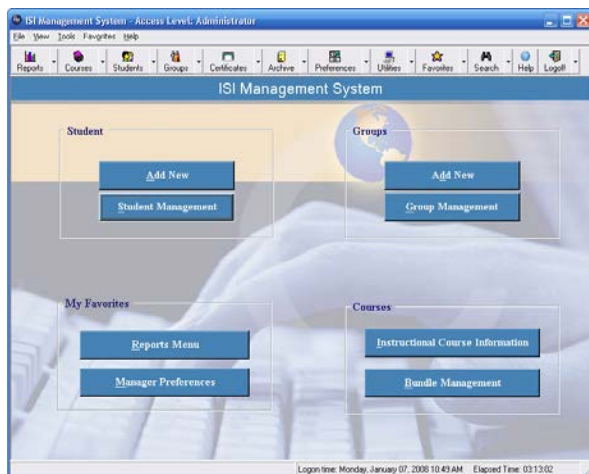 ISI Management System - Access Level: Administrator
File View Tools Favorites Help
Reports Courses Students Groups Certificates Archive Preferences Utilities Favorites Search Help Logoff
ISI Management System
Student
Groups
Add New
Add New
Student Management
Group Management
My Favorites
Courses
Reports Menu
Instructional Course Information
Manager Preferences
Bundle Management
Logon time: Monday, January 07, 2008 10:49 AM Elapsed Time: 03:13:02